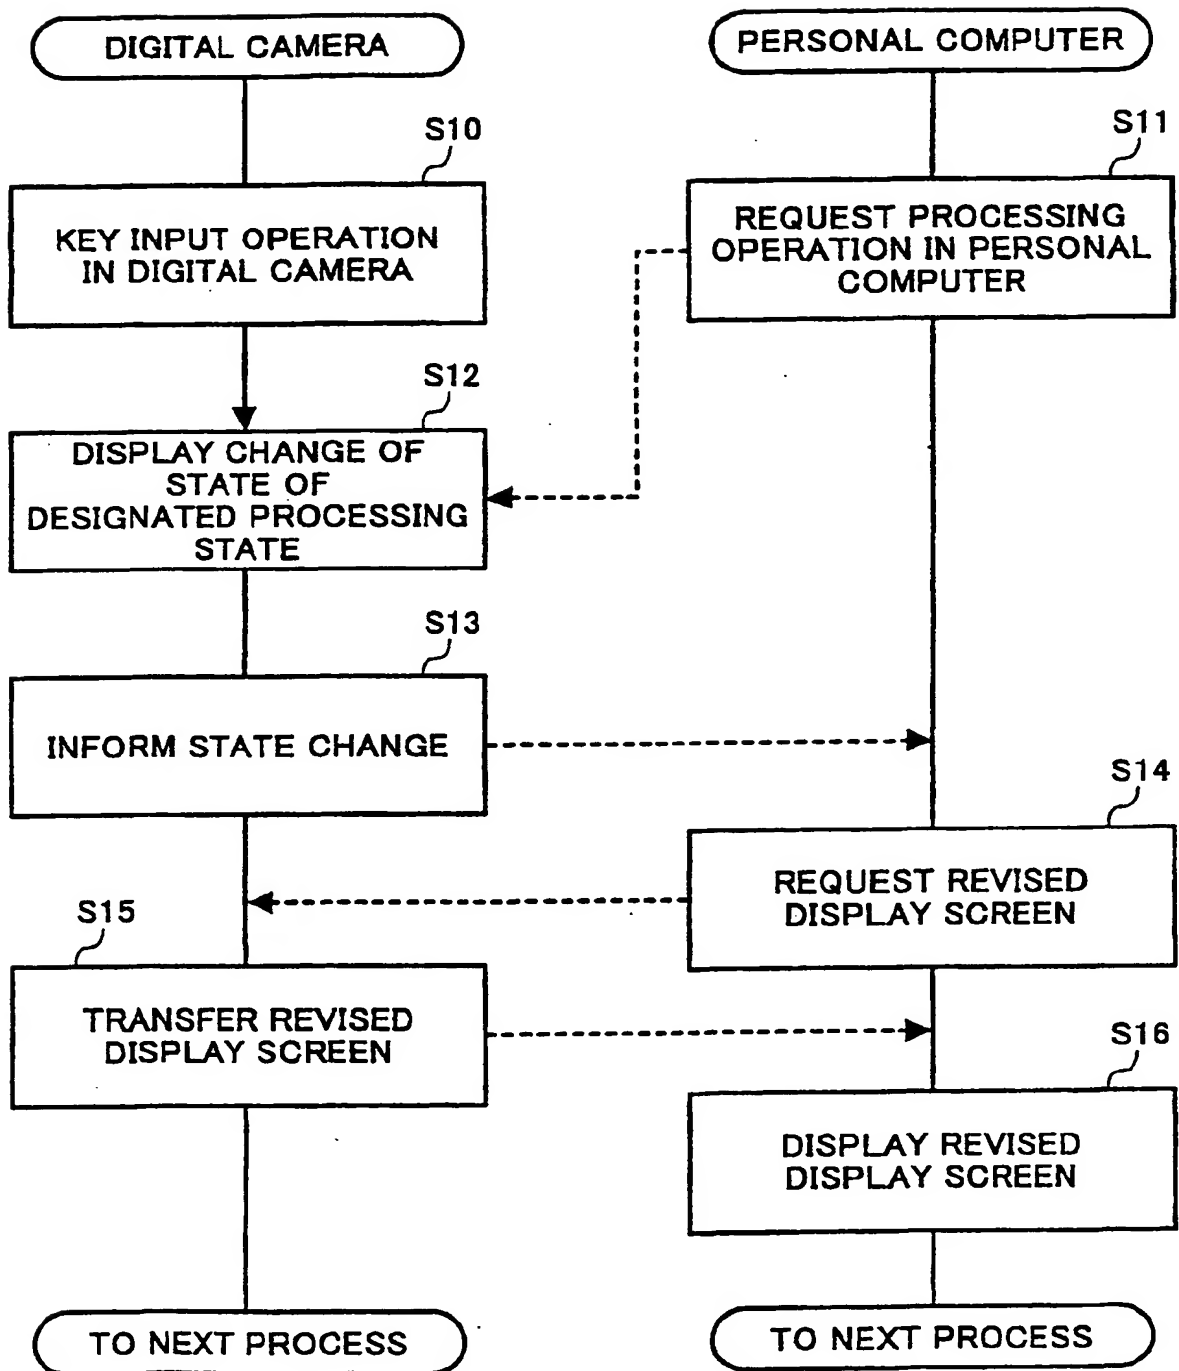 DIGITAL CAMERA
PERSONAL COMPUTER
S10
S11
KEY INPUT OPERATION
IN DIGITAL CAMERA
REQUEST PROCESSING
OPERATION IN PERSONAL
COMPUTER
S12
DISPLAY CHANGE OF
STATE OF
DESIGNATED PROCESSING
STATE
S13
INFORM STATE CHANGE
S14
REQUEST REVISED
DISPLAY SCREEN
S15
TRANSFER REVISED
DISPLAY SCREEN
S16
DISPLAY REVISED
DISPLAY SCREEN
TO NEXT PROCESS
TO NEXT PROCESS